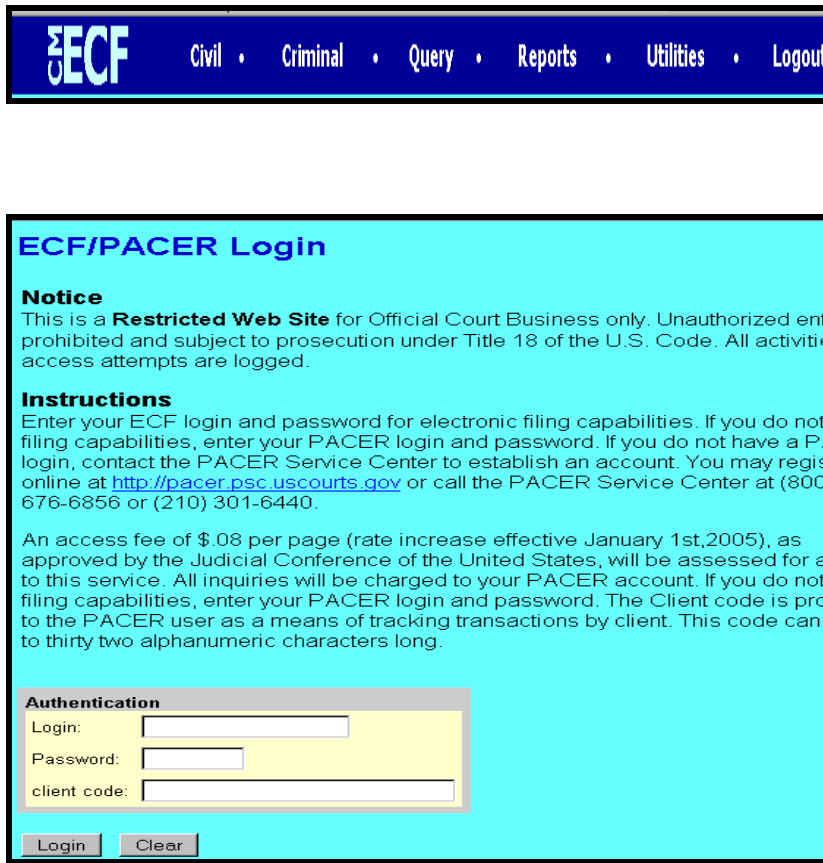 CM ECF Civil • Criminal • Query • Reports • Utilities • Logout
ECF/PACER Login
Notice
This is a Restricted Web Site for Official Court Business only. Unauthorized
prohibited and subject to prosecution under Title 18 of the U.S. Code. All
access attempts are logged.
Instructions
Enter your ECF login and password for electronic filing capabilities. If you do not
filing capabilities, enter your PACER login and password. If you do not have a
login, contact the PACER Service Center to establish an account. You may
online at http://pacer.psc.uscourts.gov or call the PACER Service Center at (800
676-6856 or (210) 301-6440.
An access fee of $.08 per page (rate increase effective January 1st,2005), as
approved by the Judicial Conference of the United States, will be assessed for
to this service. All inquiries will be charged to your PACER account. If you do not
filing capabilities, enter your PACER login and password. The Client code is
to the PACER user as a means of tracking transactions by client. This code can
to thirty two alphanumeric characters long.
Authentication
Login:
Password:
client code:
Login Clear